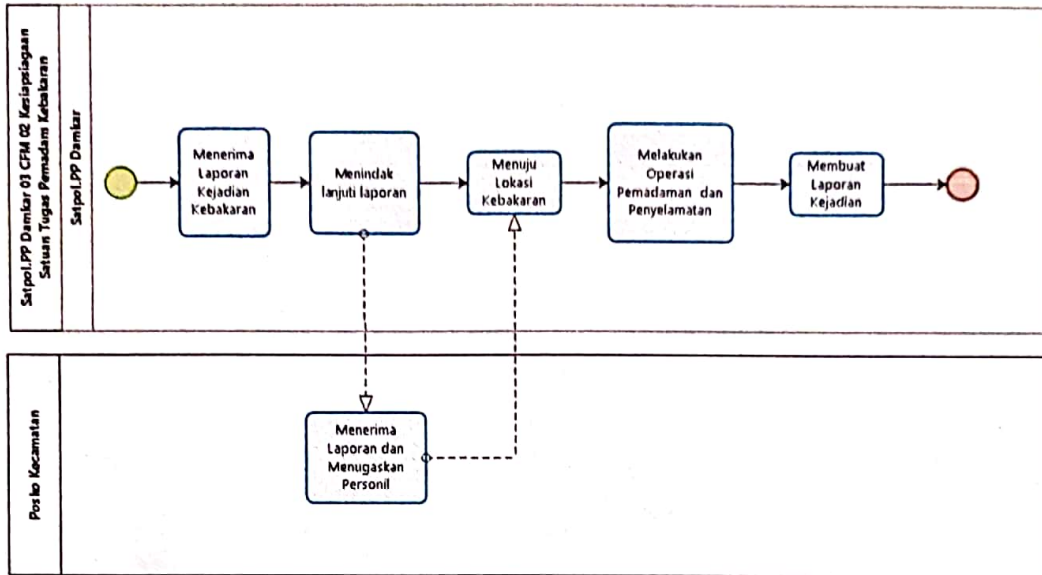 Satpol.PP Damkar 03 CFM 02 Kesiapsiagaan
Satuan Tugas Pemadam Kebakaran
Satpol.PP Damkar
Menerima
Laporan
Kejadian
Kebakaran
Menindak
lanjuti laporan
Menuju
Lokasi
Kebakaran
Melakukan
Operasi
Pemadaman dan
Penyelamatan
Membuat
Laporan
Kejadian
Posko Kecamatan
Menerima
Laporan dan
Menugaskan
Personil